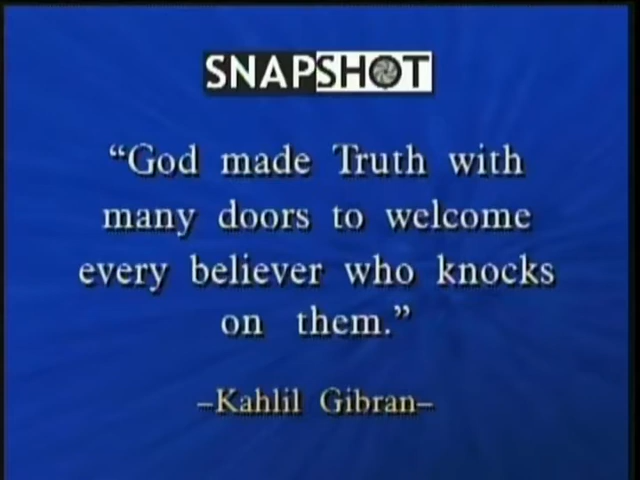 SNAPSHOT
“God made Truth with
many doors to welcome
every believer who knocks
on them.”
–Kahlil Gibran–